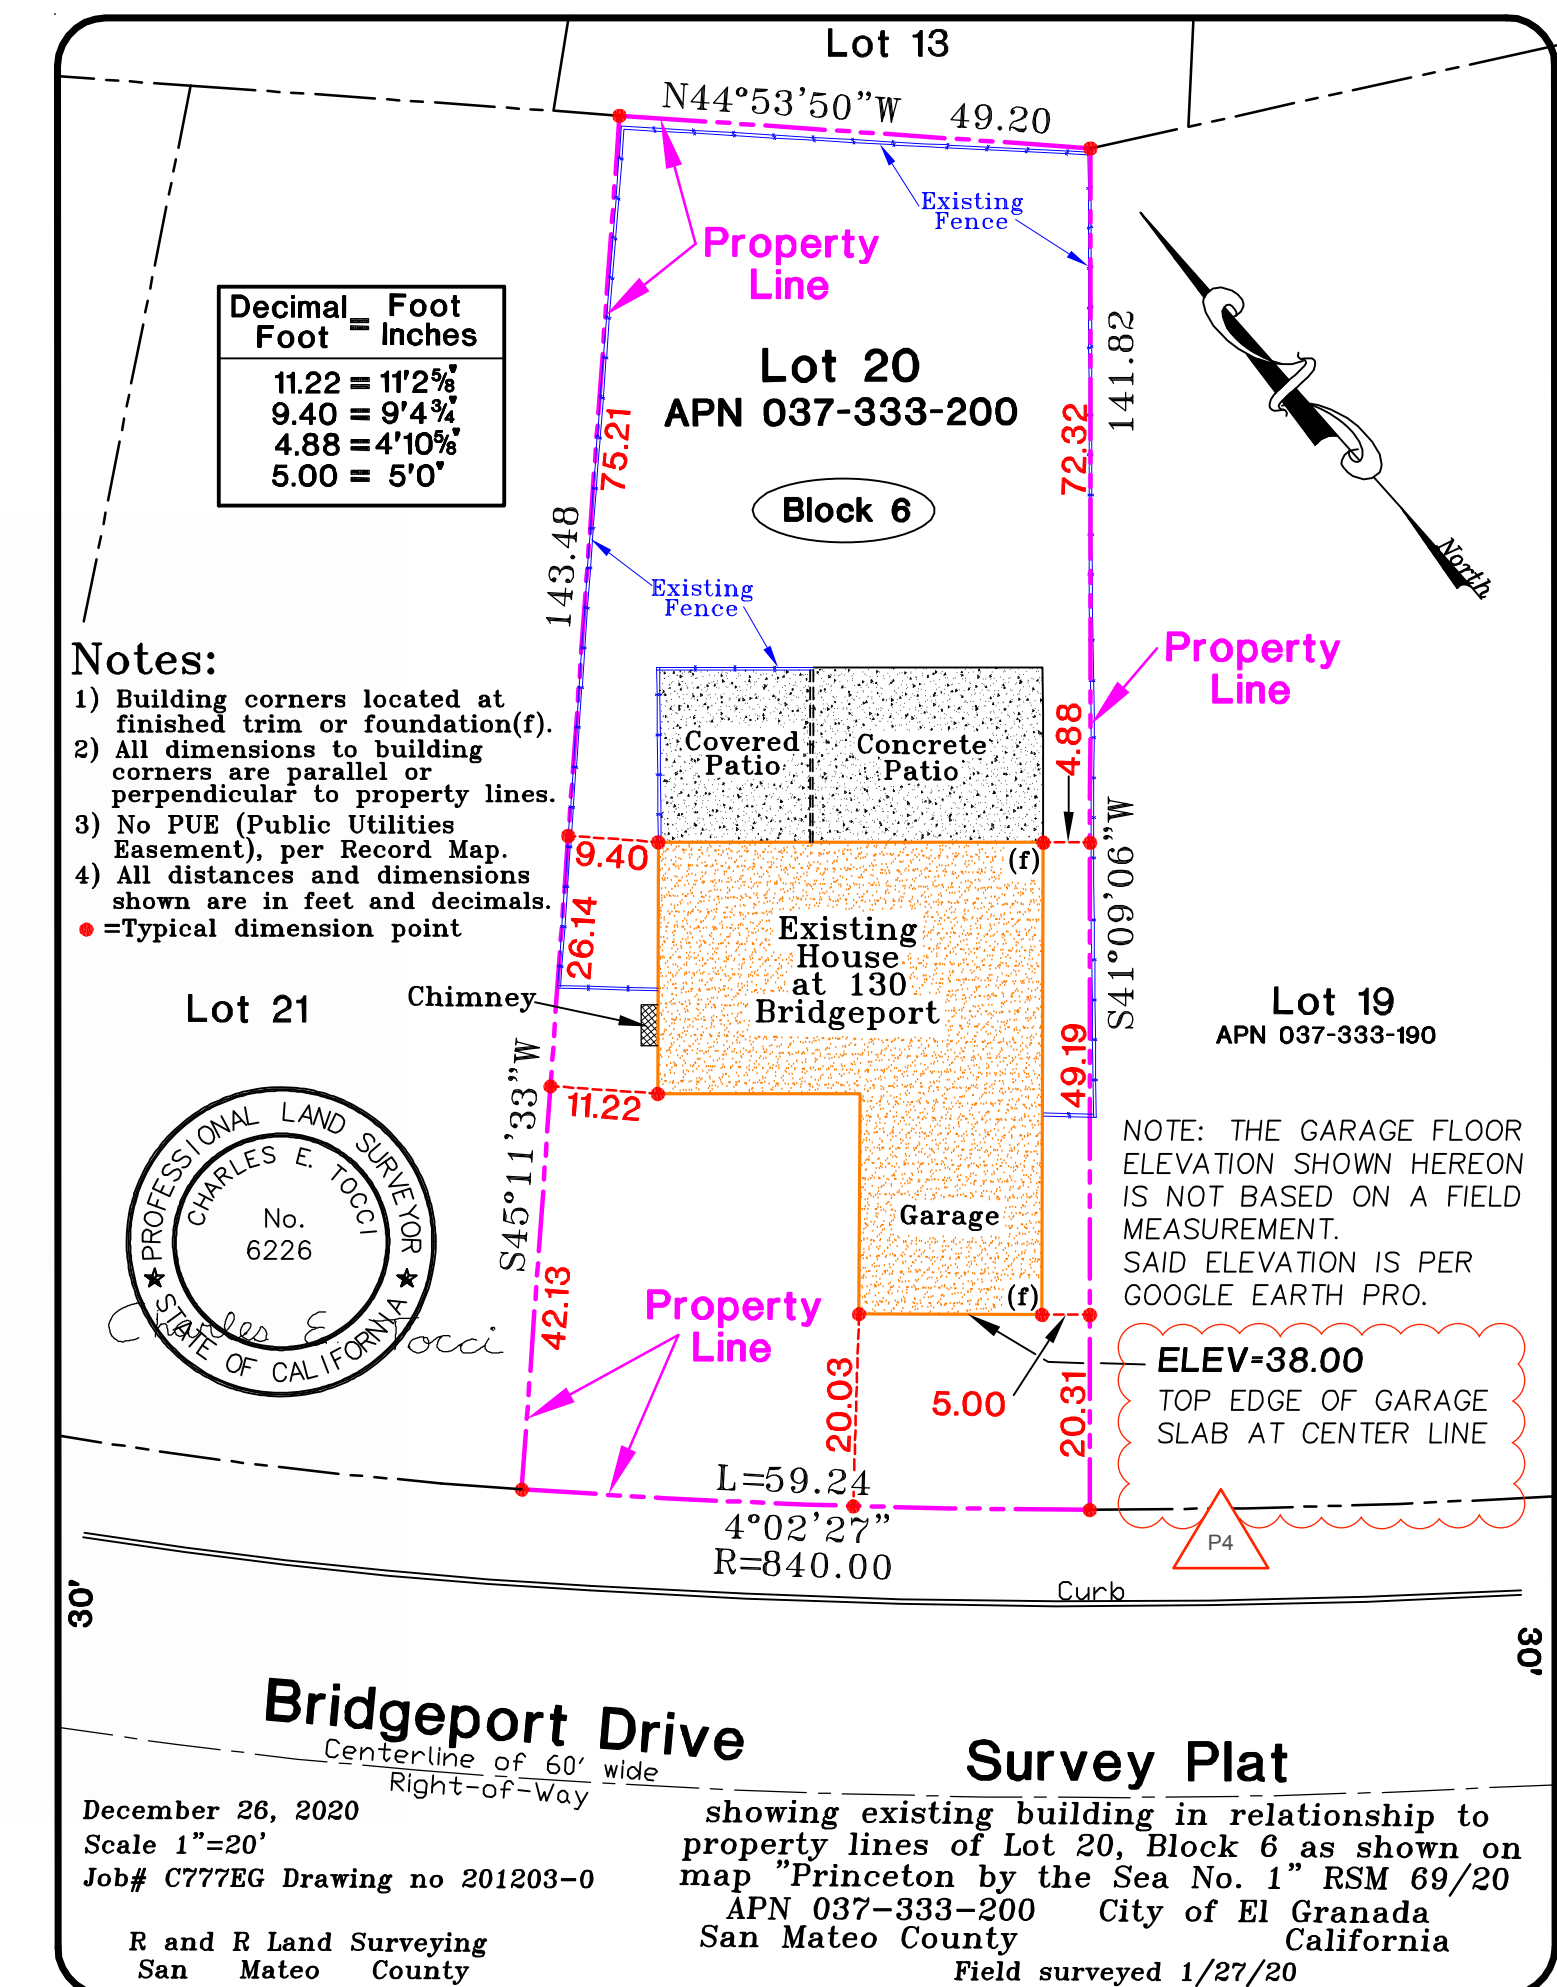 Lot 13
N44°53'50"W 49.20
Existing
Fence
Property
Line
Decimal = Foot
Foot Inches
11.22 = 11'2⅝"
9.40 = 9'4¾"
4.88 = 4'10⅝"
5.00 = 5'0"
Lot 20
APN 037-333-200
Block 6
141.82
72.32
75.21
143.48
North
Existing
Fence
Property
Line
Notes:
1) Building corners located at
finished trim or foundation(f).
2) All dimensions to building
corners are parallel or
perpendicular to property lines.
3) No PUE (Public Utilities
Easement), per Record Map.
4) All distances and dimensions
shown are in feet and decimals.
=Typical dimension point
Covered
Patio
Concrete
Patio
4.88
9.40
(f)
26.14
S41°09'06"W
Existing
House
at 130
Bridgeport
Lot 21
Chimney
Lot 19
APN 037-333-190
49.19
11.22
S45°11'33"W
PROFESSIONAL LAND SURVEYOR
CHARLES E. TOCCI
No.
6226
STATE OF CALIFORNIA
Charles E. Tocci
NOTE: THE GARAGE FLOOR
ELEVATION SHOWN HEREON
IS NOT BASED ON A FIELD
MEASUREMENT.
SAID ELEVATION IS PER
GOOGLE EARTH PRO.
Garage
(f)
42.13
Property
Line
20.03
5.00
20.31
ELEV=38.00
TOP EDGE OF GARAGE
SLAB AT CENTER LINE
L=59.24
4°02'27"
R=840.00
P4
Curb
30'
30'
Bridgeport Drive
Centerline of 60' wide
Right-of-Way
Survey Plat
showing existing building in relationship to
property lines of Lot 20, Block 6 as shown on
map "Princeton by the Sea No. 1" RSM 69/20
APN 037-333-200 City of El Granada
San Mateo County California
Field surveyed 1/27/20
December 26, 2020
Scale 1"=20'
Job# C777EG Drawing no 201203-0
R and R Land Surveying
San Mateo County